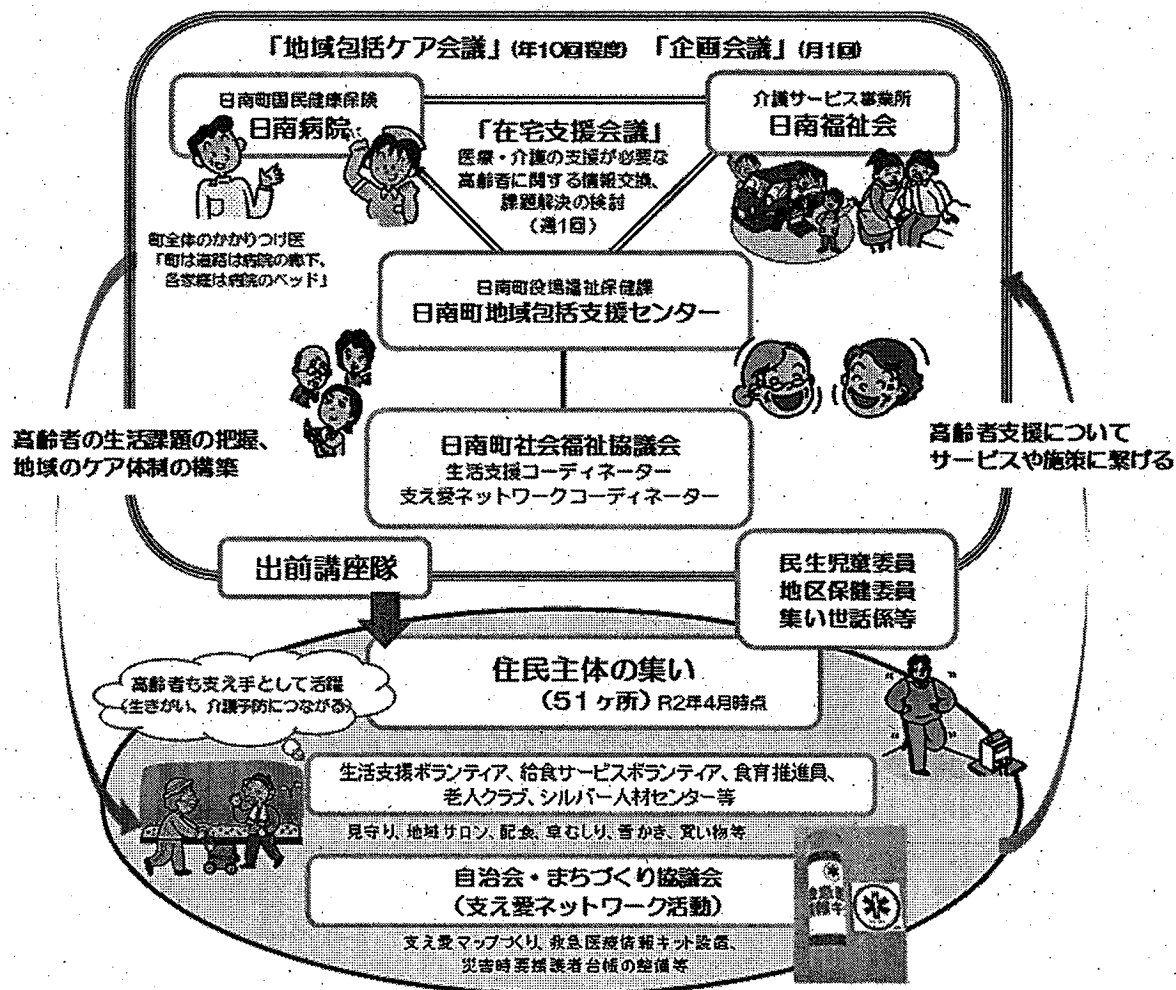 「地域包括ケア会議」(年10回程度) 「企画会議」(月1回)
日南町国民健康保険
日南病院
介護サービス事業所
日南福祉会
「在宅支援会議」
医療・介護の支援が必要な
高齢者に関する情報交換、
課題解決の検討
(週1回)
町全体のかかりつけ医
「町は道路は病院の廊下、
各家庭は病院のベッド」
日南町役場福祉保健課
日南町地域包括支援センター
高齢者の生活課題の把握、
地域のケア体制の構築
日南町社会福祉協議会
生活支援コーディネーター
支え愛ネットワークコーディネーター
高齢者支援について
サービスや施策に繋げる
出前講座隊
民生児童委員
地区保健委員
集い世話係等
住民主体の集い
(51ヶ所) R2年4月時点
高齢者も支え手として活躍
(生きがい、介護予防につながる)
生活支援ボランティア、給食サービスボランティア、食育推進員、
老人クラブ、シルバー人材センター等
見守り、地域サロン、配食、草むしり、雪かき、買い物等
自治会・まちづくり協議会
(支え愛ネットワーク活動)
支え愛マップづくり、救急医療情報キット設置、
災害時要援護者台帳の整備等